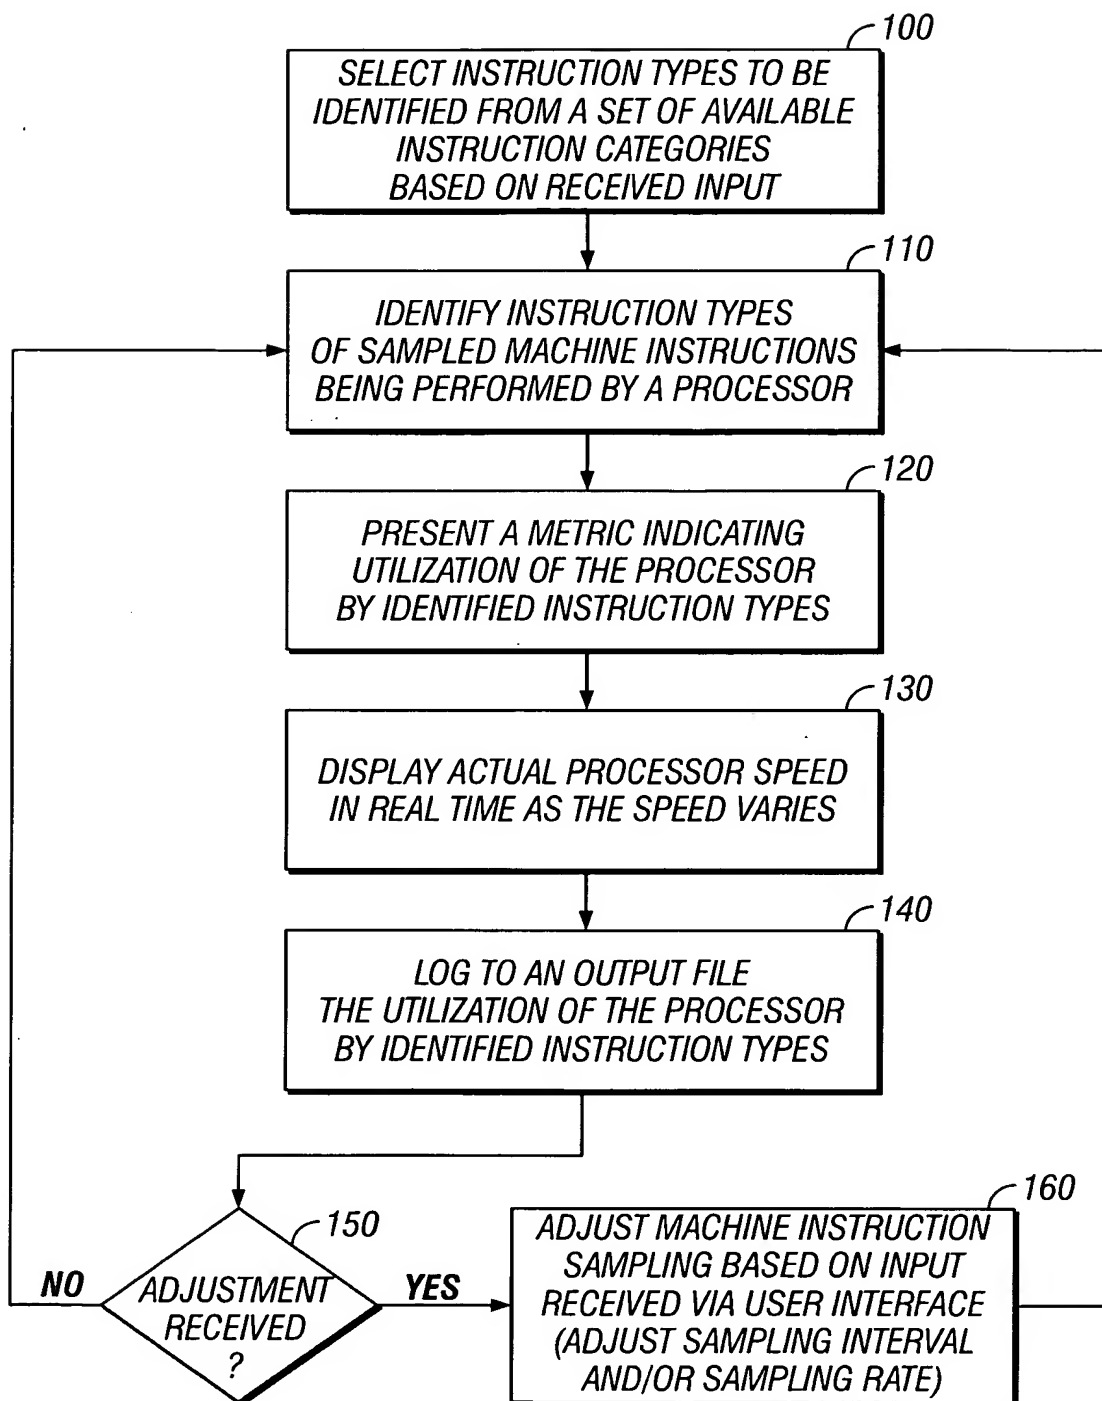 100
SELECT INSTRUCTION TYPES TO BE
IDENTIFIED FROM A SET OF AVAILABLE
INSTRUCTION CATEGORIES
BASED ON RECEIVED INPUT
110
IDENTIFY INSTRUCTION TYPES
OF SAMPLED MACHINE INSTRUCTIONS
BEING PERFORMED BY A PROCESSOR
120
PRESENT A METRIC INDICATING
UTILIZATION OF THE PROCESSOR
BY IDENTIFIED INSTRUCTION TYPES
130
DISPLAY ACTUAL PROCESSOR SPEED
IN REAL TIME AS THE SPEED VARIES
140
LOG TO AN OUTPUT FILE
THE UTILIZATION OF THE PROCESSOR
BY IDENTIFIED INSTRUCTION TYPES
150
NO
ADJUSTMENT
RECEIVED
?
YES
160
ADJUST MACHINE INSTRUCTION
SAMPLING BASED ON INPUT
RECEIVED VIA USER INTERFACE
(ADJUST SAMPLING INTERVAL
AND/OR SAMPLING RATE)